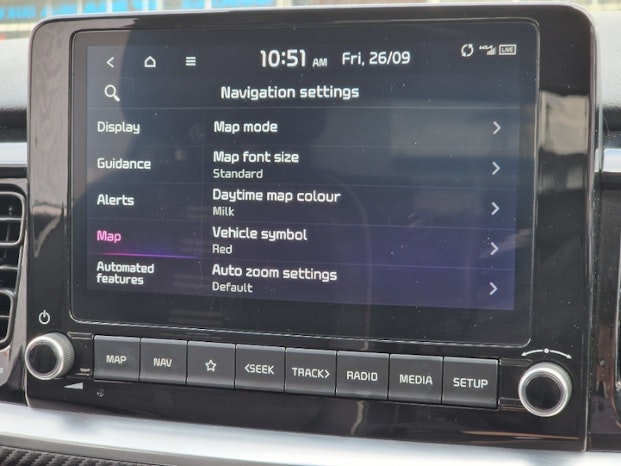 10:51 AM Fri, 26/09 LIVE
Navigation settings
Display
Guidance
Alerts
Map
Automated
features
Map mode
Map font size
Standard
Daytime map colour
Milk
Vehicle symbol
Red
Auto zoom settings
Default
MAP NAV <SEEK TRACK> RADIO MEDIA SETUP